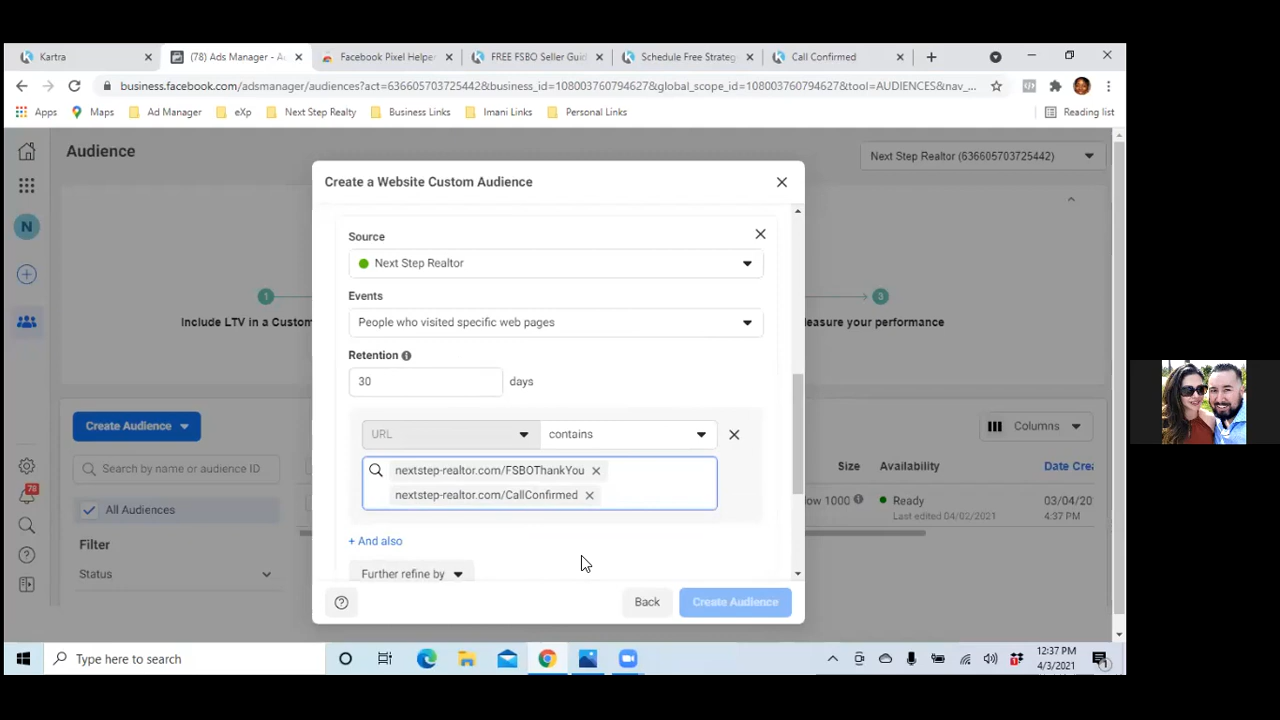 Kartra
(78) Ads Manager - Au
Facebook Pixel Helper
FREE FSBO Seller Guid
Schedule Free Strateg
Call Confirmed
business.facebook.com/adsmanager/audiences?act=636605703725442&business_id=108003760794627&global_scope_id=108003760794627&tool=AUDIENCES&nav_...
Apps
Maps
Ad Manager
eXp
Next Step Realty
Business Links
Imani Links
Personal Links
Reading list
Audience
Next Step Realtor (636605703725442)
N
1
3
Include LTV in a Custom
easure your performance
Create a Website Custom Audience
Source
Next Step Realtor
Events
People who visited specific web pages
Retention
30 days
URL contains
nextstep-realtor.com/FSBOThankYou
nextstep-realtor.com/CallConfirmed
+ And also
Further refine by
Back
Create Audience
Create Audience
Columns
Search by name or audience ID
Size
Availability
Date Crea
All Audiences
low 1000
Ready
03/04/20
Last edited 04/02/2021
4:37 PM
Filter
Status
78
Type here to search
12:37 PM
4/3/2021
1